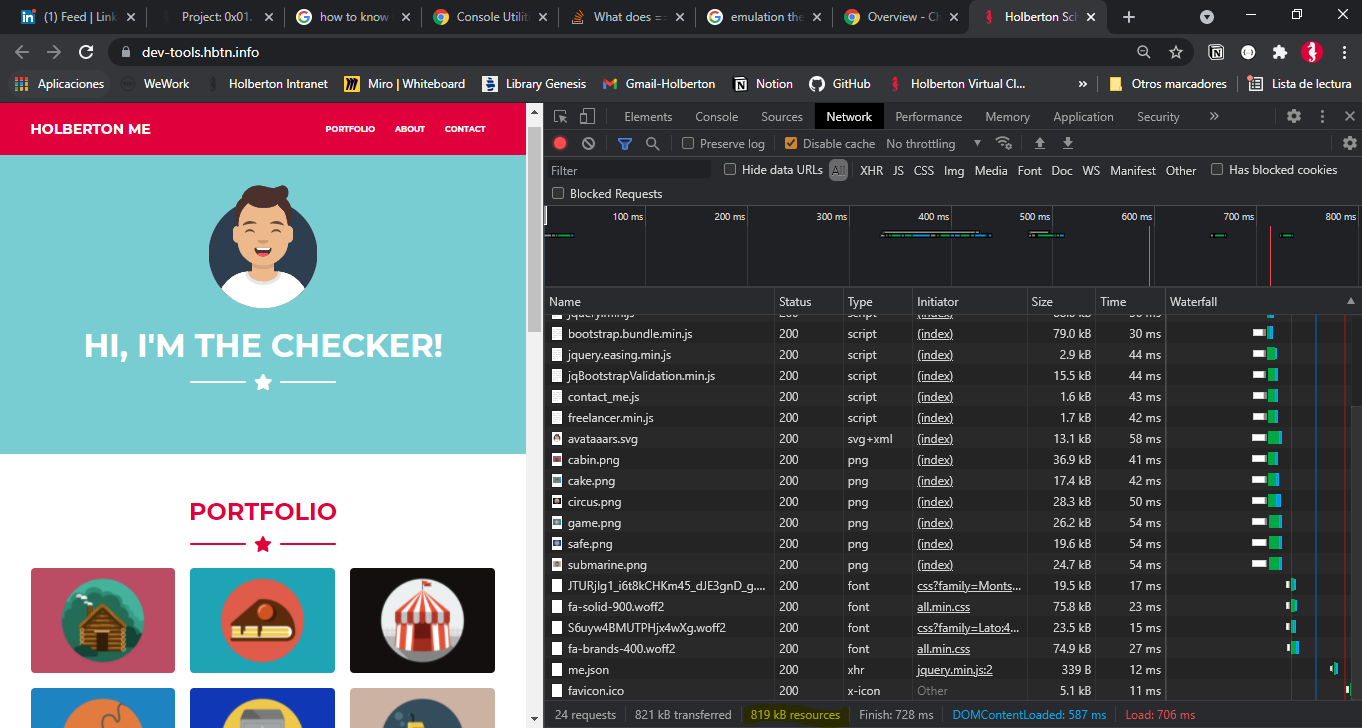 (1) Feed | Link
Project: 0x01.
how to know
Console Utilit
What does ==
emulation the
Overview - Ch
Holberton Sch
dev-tools.hbtn.info
Aplicaciones
WeWork
Holberton Intranet
Miro | Whiteboard
Library Genesis
Gmail-Holberton
Notion
GitHub
Holberton Virtual Cl...
»
Otros marcadores
Lista de lectura
HOLBERTON ME
PORTFOLIO ABOUT CONTACT
HI, I'M THE CHECKER!
PORTFOLIO
Elements Console Sources Network Performance Memory Application Security »
Preserve log Disable cache No throttling
Filter Hide data URLs All XHR JS CSS Img Media Font Doc WS Manifest Other Has blocked cookies
Blocked Requests
100 ms 200 ms 300 ms 400 ms 500 ms 600 ms 700 ms 800 ms
Name Status Type Initiator Size Time Waterfall
jquery.min.js 200 script (index)
bootstrap.bundle.min.js 200 script (index) 79.0 kB 30 ms
jquery.easing.min.js 200 script (index) 2.9 kB 44 ms
jqBootstrapValidation.min.js 200 script (index) 15.5 kB 44 ms
contact_me.js 200 script (index) 1.6 kB 43 ms
freelancer.min.js 200 script (index) 1.7 kB 42 ms
avataaars.svg 200 svg+xml (index) 13.1 kB 58 ms
cabin.png 200 png (index) 36.9 kB 41 ms
cake.png 200 png (index) 17.4 kB 42 ms
circus.png 200 png (index) 28.3 kB 50 ms
game.png 200 png (index) 26.2 kB 54 ms
safe.png 200 png (index) 19.6 kB 54 ms
submarine.png 200 png (index) 24.7 kB 54 ms
JTURjIg1_i6t8kCHKm45_dJE3gnD_g.... 200 font css?family=Monts... 19.5 kB 17 ms
fa-solid-900.woff2 200 font all.min.css 75.8 kB 23 ms
S6uyw4BMUTPHjx4wXg.woff2 200 font css?family=Lato:4... 23.5 kB 15 ms
fa-brands-400.woff2 200 font all.min.css 74.9 kB 27 ms
me.json 200 xhr jquery.min.js:2 339 B 12 ms
favicon.ico 200 x-icon Other 5.1 kB 11 ms
24 requests 821 kB transferred 819 kB resources Finish: 728 ms DOMContentLoaded: 587 ms Load: 706 ms